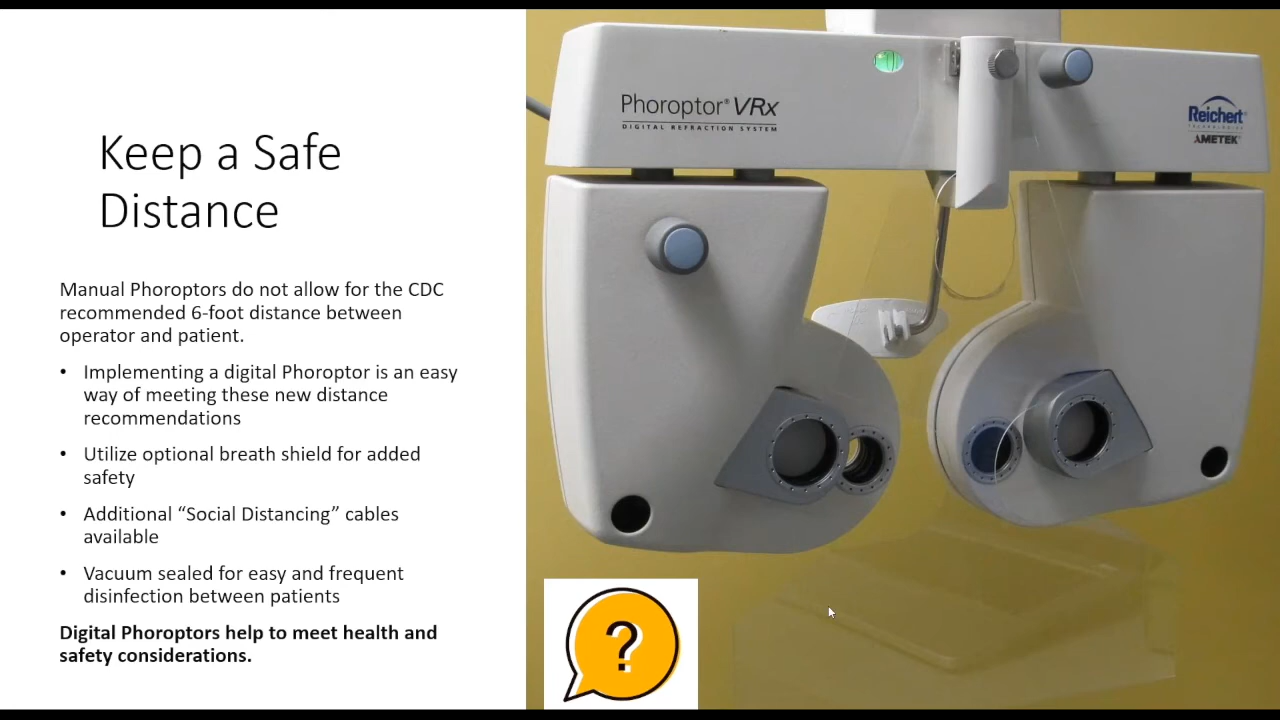 Keep a Safe
Distance
Manual Phoroptors do not allow for the CDC
recommended 6-foot distance between
operator and patient.
• Implementing a digital Phoroptor is an easy
way of meeting these new distance
recommendations
• Utilize optional breath shield for added
safety
• Additional “Social Distancing” cables
available
• Vacuum sealed for easy and frequent
disinfection between patients
Digital Phoroptors help to meet health and
safety considerations.
Phoroptor® VRx
DIGITAL REFRACTION SYSTEM
Reichert®
TECHNOLOGIES
AMETEK®
?